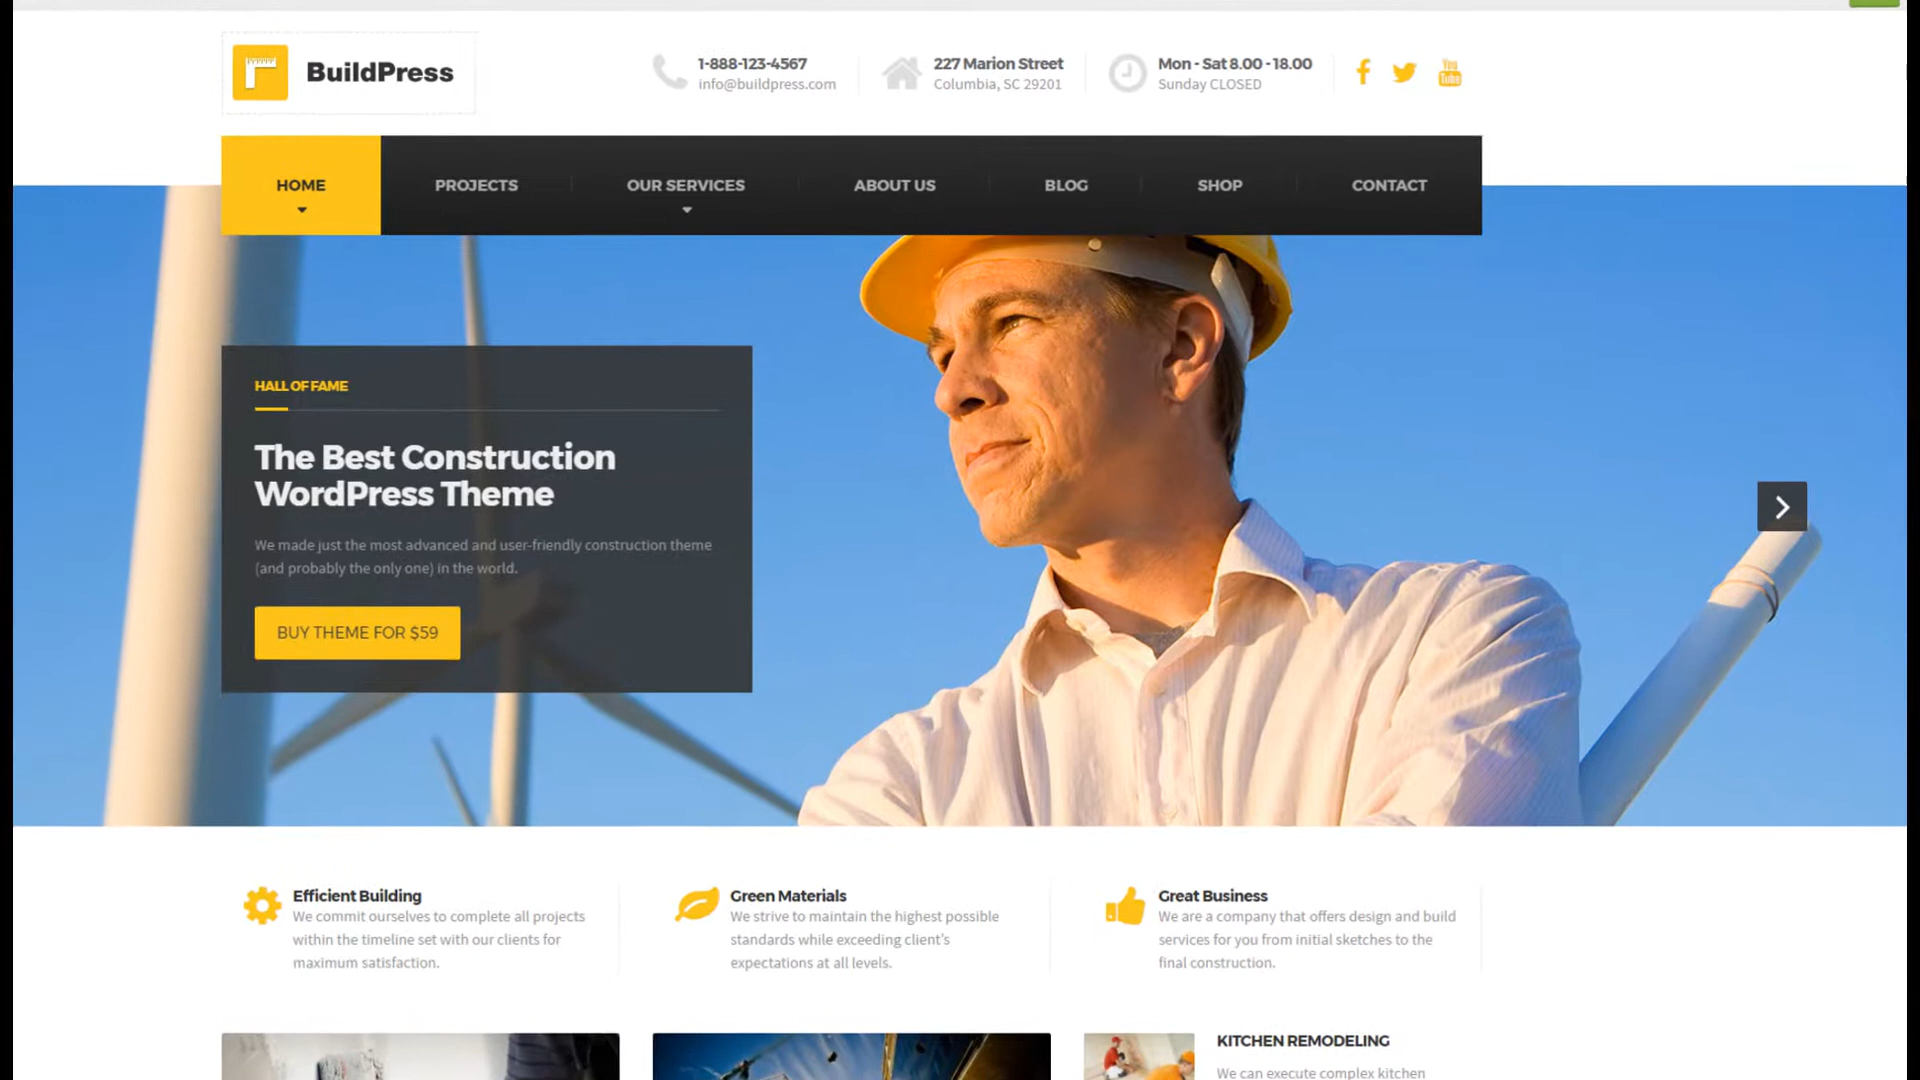 BuildPress
1-888-123-4567
info@buildpress.com
227 Marion Street
Columbia, SC 29201
Mon - Sat 8.00 - 18.00
Sunday CLOSED
You
Tube
HOME
PROJECTS
OUR SERVICES
ABOUT US
BLOG
SHOP
CONTACT
HALL OF FAME
The Best Construction
WordPress Theme
We made just the most advanced and user-friendly construction theme
(and probably the only one) in the world.
BUY THEME FOR $59
Efficient Building
We commit ourselves to complete all projects
within the timeline set with our clients for
maximum satisfaction.
Green Materials
We strive to maintain the highest possible
standards while exceeding client's
expectations at all levels.
Great Business
We are a company that offers design and build
services for you from initial sketches to the
final construction.
KITCHEN REMODELING
We can execute complex kitchen